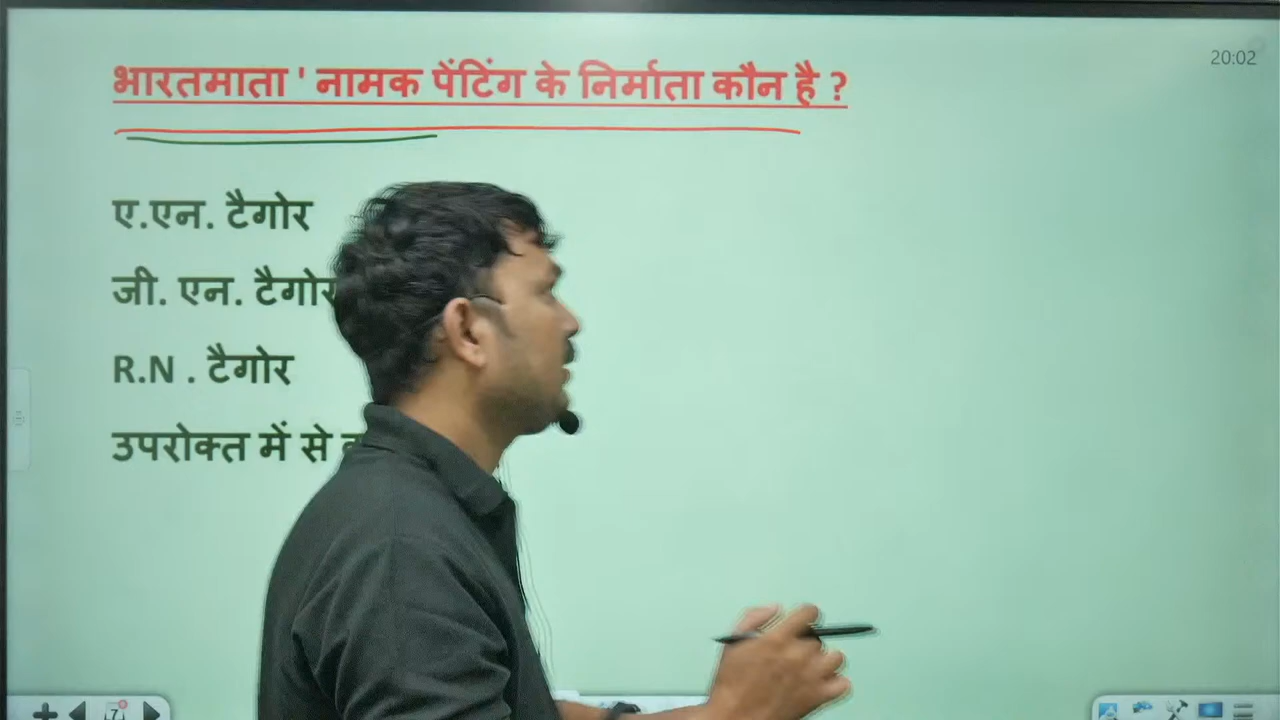 20:02
भारतमाता ' नामक पेंटिंग के निर्माता कौन है ?
ए.एन. टैगोर
जी. एन. टैगोर
R.N . टैगोर
उपरोक्त में से